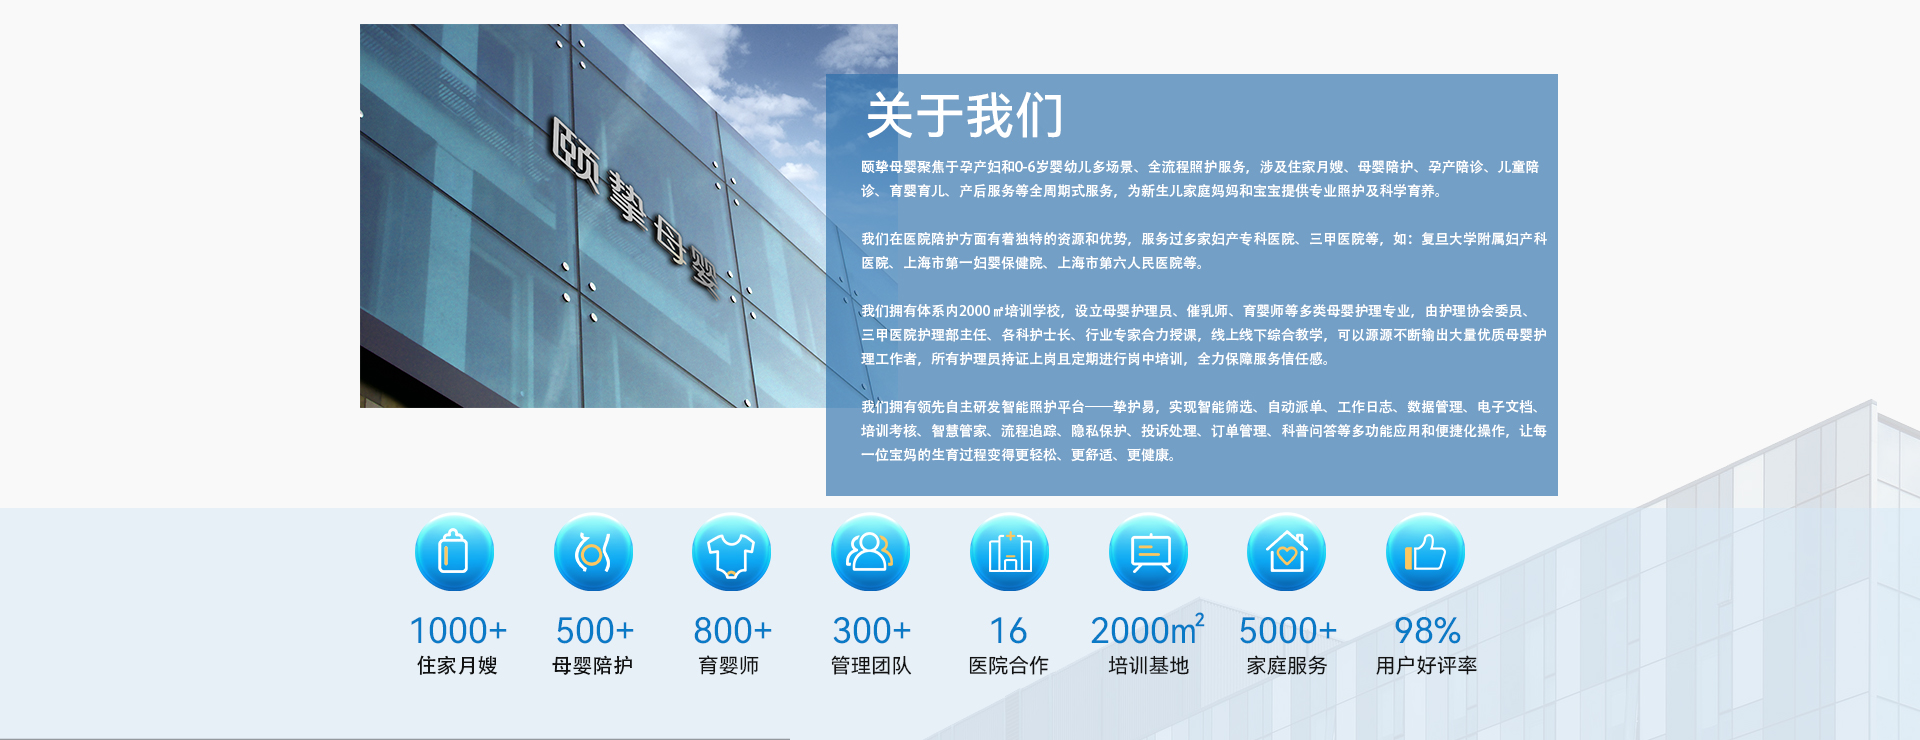 颐挚母婴
关于我们
颐挚母婴聚焦于孕产妇和0-6岁婴幼儿多场景、全流程照护服务，涉及住家月嫂、母婴陪护、孕产陪诊、儿童陪
诊、育婴育儿、产后服务等全周期式服务，为新生儿家庭妈妈和宝宝提供专业照护及科学育养。
我们在医院陪护方面有着独特的资源和优势，服务过多家妇产专科医院、三甲医院等，如：复旦大学附属妇产科
医院、上海市第一妇婴保健院、上海市第六人民医院等。
我们拥有体系内2000㎡培训学校，设立母婴护理员、催乳师、育婴师等多类母婴护理专业，由护理协会委员、
三甲医院护理部主任、各科护士长、行业专家合力授课，线上线下综合教学，可以源源不断输出大量优质母婴护
理工作者，所有护理员持证上岗且定期进行岗中培训，全力保障服务信任感。
我们拥有领先自主研发智能照护平台——挚护易，实现智能筛选、自动派单、工作日志、数据管理、电子文档、
培训考核、智慧管家、流程追踪、隐私保护、投诉处理、订单管理、科普问答等多功能应用和便捷化操作，让每
一位宝妈的生育过程变得更轻松、更舒适、更健康。
1000+ 500+ 800+ 300+ 16 2000m² 5000+ 98%
住家月嫂 母婴陪护 育婴师 管理团队 医院合作 培训基地 家庭服务 用户好评率